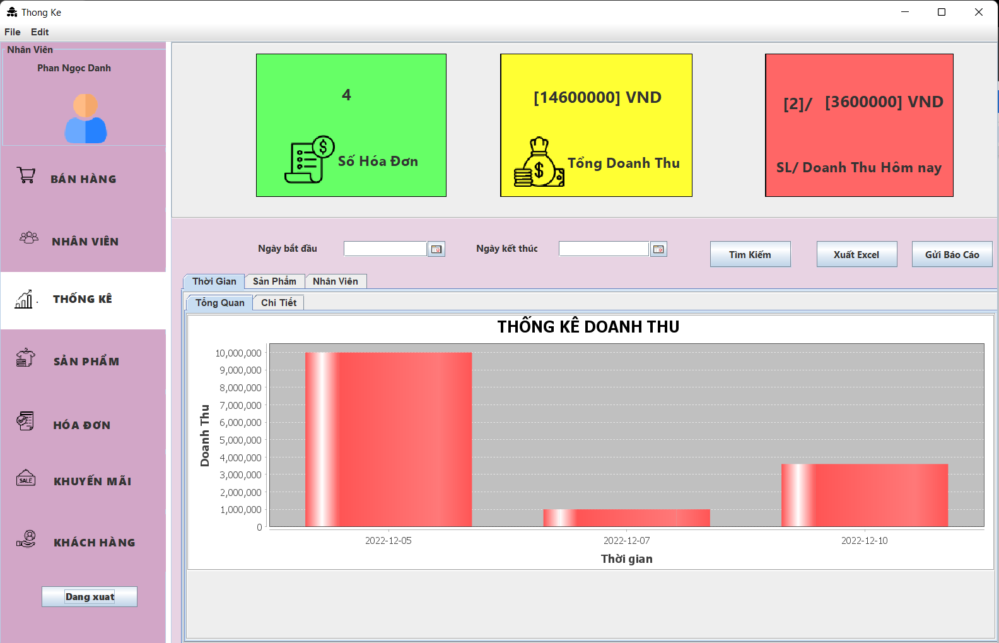 Thong Ke
File Edit
Nhân Viên
Phan Ngọc Danh
BÁN HÀNG
NHÂN VIÊN
THỐNG KÊ
SẢN PHẨM
HÓA ĐƠN
SALE
KHUYẾN MÃI
KHÁCH HÀNG
Dang xuat
4
Số Hóa Đơn
[14600000] VND
Tổng Doanh Thu
[2]/ [3600000] VND
SL/ Doanh Thu Hôm nay
Ngày bắt đầu
Ngày kết thúc
Tìm Kiếm
Xuất Excel
Gửi Báo Cáo
Thời Gian Sản Phẩm Nhân Viên
Tổng Quan Chi Tiết
THỐNG KÊ DOANH THU
Doanh Thu
10,000,000
9,000,000
8,000,000
7,000,000
6,000,000
5,000,000
4,000,000
3,000,000
2,000,000
1,000,000
0
2022-12-05 2022-12-07 2022-12-10
Thời gian